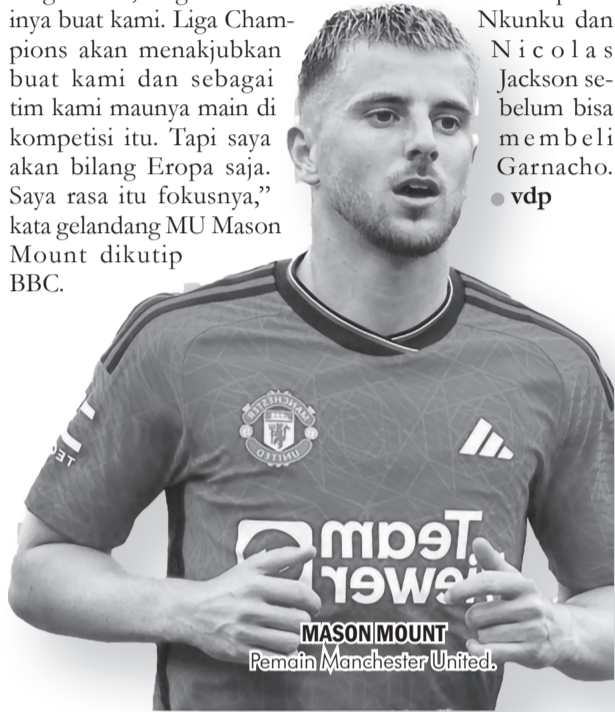 inya buat kami. Liga Cham-
pions akan menakjubkan
buat kami dan sebagai
tim kami maunya main di
kompetisi itu. Tapi saya
akan bilang Eropa saja.
Saya rasa itu fokusnya,”
kata gelandang MU Mason
Mount dikutip
BBC.
Nkunku dan
Nicolas
Jackson se-
belum bisa
membeli
Garnacho.
● vdp
MANCHESTER
UNITED
Team
iewer
MASON MOUNT
Pemain Manchester United.